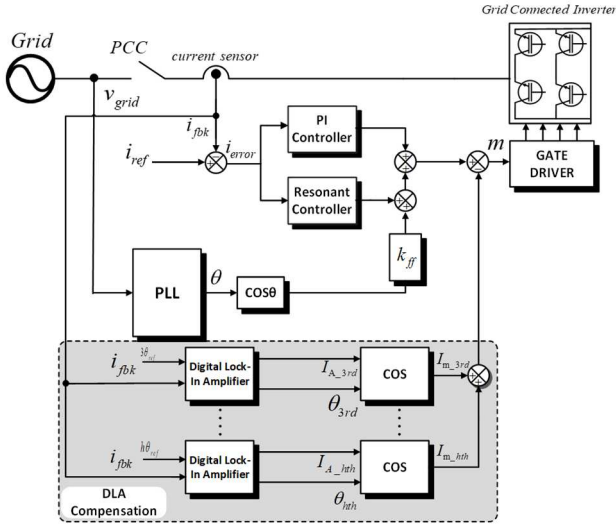 Grid Connected Inverter
Grid
PCC
current sensor
v_grid
i_fbk
PI
Controller
i_ref
i_error
m
GATE
DRIVER
Resonant
Controller
k_ff
PLL
θ
COSθ
3θ_ref
i_fbk
Digital Lock-
In Amplifier
I_A_3rd
θ_3rd
COS
I_m_3rd
hθ_ref
i_fbk
Digital Lock-
In Amplifier
I_A_hth
θ_hth
COS
I_m_hth
DLA
Compensation